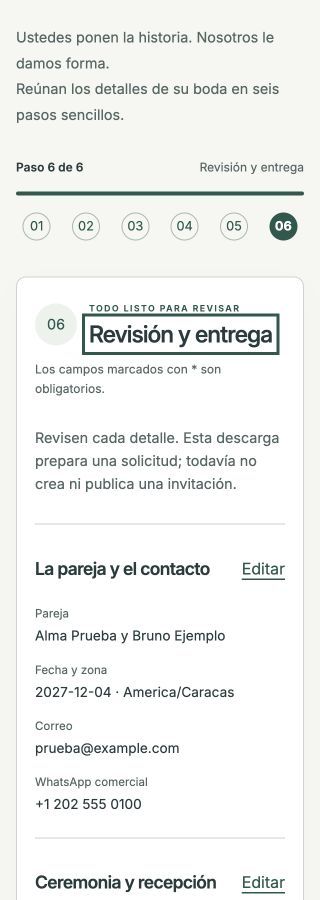 Ustedes ponen la historia. Nosotros le
damos forma.
Reúnan los detalles de su boda en seis
pasos sencillos.
Paso 6 de 6
Revisión y entrega
01 02 03 04 05 06
TODO LISTO PARA REVISAR
06
Revisión y entrega
Los campos marcados con * son
obligatorios.
Revisen cada detalle. Esta descarga
prepara una solicitud; todavía no
crea ni publica una invitación.
La pareja y el contacto
Editar
Pareja
Alma Prueba y Bruno Ejemplo
Fecha y zona
2027-12-04 · America/Caracas
Correo
prueba@example.com
WhatsApp comercial
+1 202 555 0100
Ceremonia y recepción
Editar